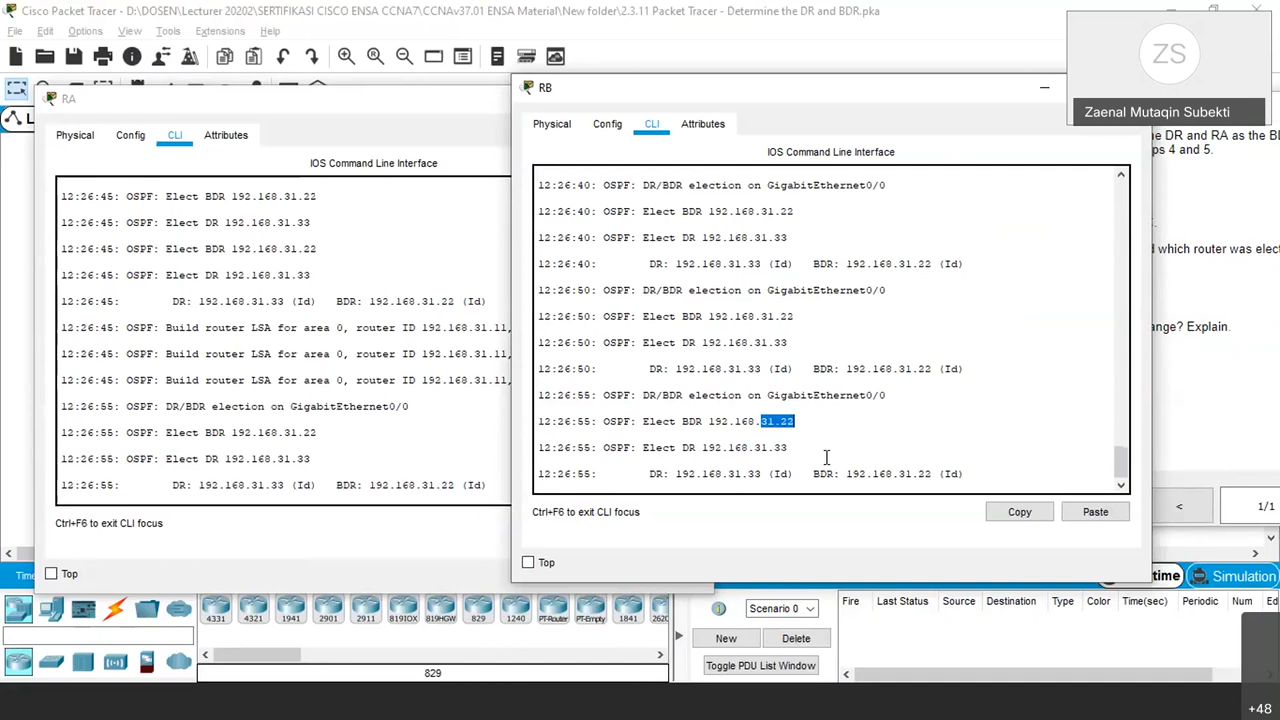 Cisco Packet Tracer - D:\DOSEN\Lecturer 20202\SERTIFIKASI CISCO ENSA CCNA7\CCNAv37.01 ENSA Material\New folder\2.3.11 Packet Tracer - Determine the DR and BDR.pka
File Edit Options View Tools Extensions Help
ZS
Zaenal Mutaqin Subekti
RA
Physical Config CLI Attributes
IOS Command Line Interface
12:26:45: OSPF: Elect BDR 192.168.31.22
12:26:45: OSPF: Elect DR 192.168.31.33
12:26:45: OSPF: Elect BDR 192.168.31.22
12:26:45: OSPF: Elect DR 192.168.31.33
12:26:45: DR: 192.168.31.33 (Id) BDR: 192.168.31.22 (Id)
12:26:45: OSPF: Build router LSA for area 0, router ID 192.168.31.11,
12:26:45: OSPF: Build router LSA for area 0, router ID 192.168.31.11,
12:26:45: OSPF: Build router LSA for area 0, router ID 192.168.31.11,
12:26:55: OSPF: DR/BDR election on GigabitEthernet0/0
12:26:55: OSPF: Elect BDR 192.168.31.22
12:26:55: OSPF: Elect DR 192.168.31.33
12:26:55: DR: 192.168.31.33 (Id) BDR: 192.168.31.22 (Id)
Ctrl+F6 to exit CLI focus
Top
RB
Physical Config CLI Attributes
IOS Command Line Interface
12:26:40: OSPF: DR/BDR election on GigabitEthernet0/0
12:26:40: OSPF: Elect BDR 192.168.31.22
12:26:40: OSPF: Elect DR 192.168.31.33
12:26:40: DR: 192.168.31.33 (Id) BDR: 192.168.31.22 (Id)
12:26:50: OSPF: DR/BDR election on GigabitEthernet0/0
12:26:50: OSPF: Elect BDR 192.168.31.22
12:26:50: OSPF: Elect DR 192.168.31.33
12:26:50: DR: 192.168.31.33 (Id) BDR: 192.168.31.22 (Id)
12:26:55: OSPF: DR/BDR election on GigabitEthernet0/0
12:26:55: OSPF: Elect BDR 192.168.31.22
12:26:55: OSPF: Elect DR 192.168.31.33
12:26:55: DR: 192.168.31.33 (Id) BDR: 192.168.31.22 (Id)
Ctrl+F6 to exit CLI focus
Copy Paste
Top
DR and RA as the
ps 4 and 5.
d which router was elect
ange? Explain.
< 1/1
Time
time Simulation
4331 4321 1941 2901 2911 819IOX 819HGW 829 1240 PT-Router PT-Empty 1841 2620
829
Scenario 0
New Delete
Toggle PDU List Window
Fire Last Status Source Destination Type Color Time(sec) Periodic Num Ed
+48